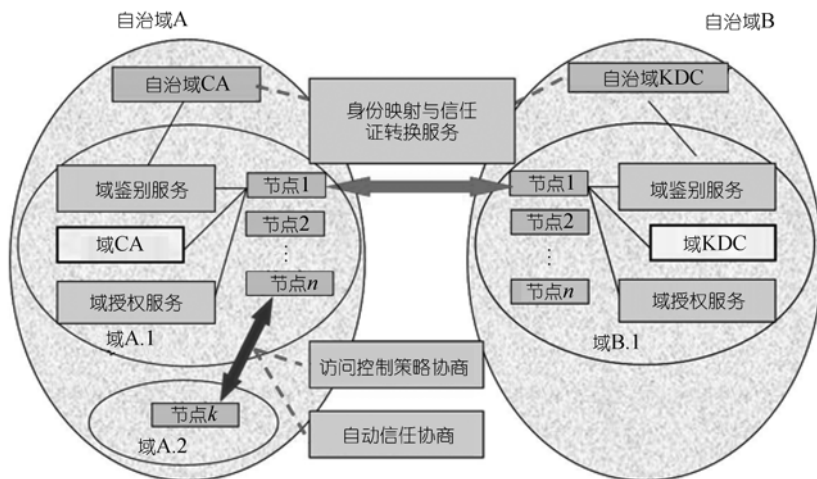 自治域A
自治域B
自治域CA
自治域KDC
身份映射与信任
证转换服务
域鉴别服务
节点1
节点1
域鉴别服务
域CA
节点2
节点2
域KDC
⋮
⋮
域授权服务
节点n
节点n
域授权服务
域A.1
域B.1
访问控制策略协商
节点k
自动信任协商
域A.2